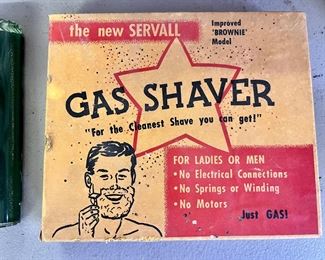 the new SERVALL
Improved
'BROWNIE'
Model
GAS SHAVER
"For the Cleanest Shave you can get!"
FOR LADIES OR MEN
• No Electrical Connections
• No Springs or Winding
• No Motors
Just GAS!